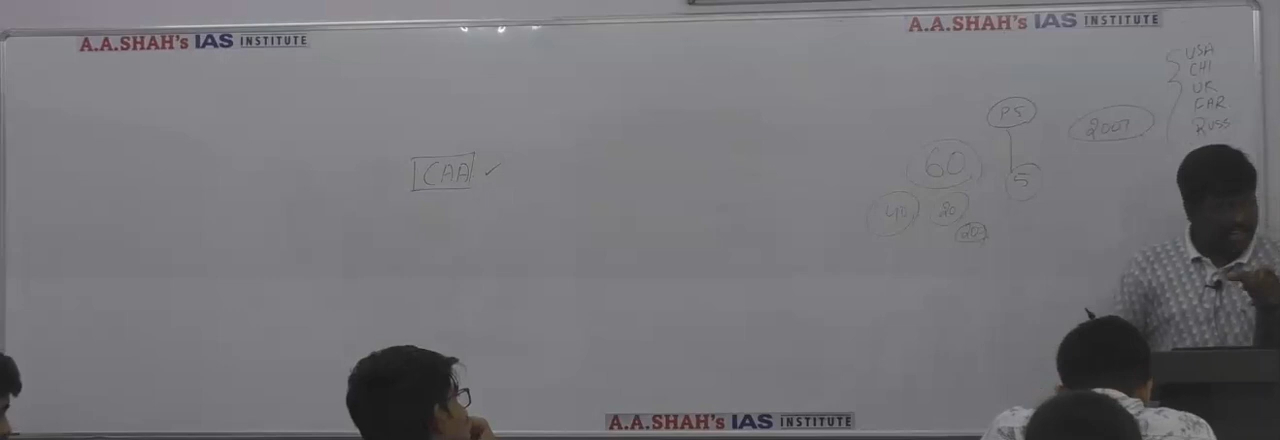 A.A.SHAH's IAS INSTITUTE
A.A.SHAH's IAS INSTITUTE
USA
CHI
UK
FAR
RUSS
P5
2007
60
5
CAA ✓
40
20
A.A.SHAH's IAS INSTITUTE